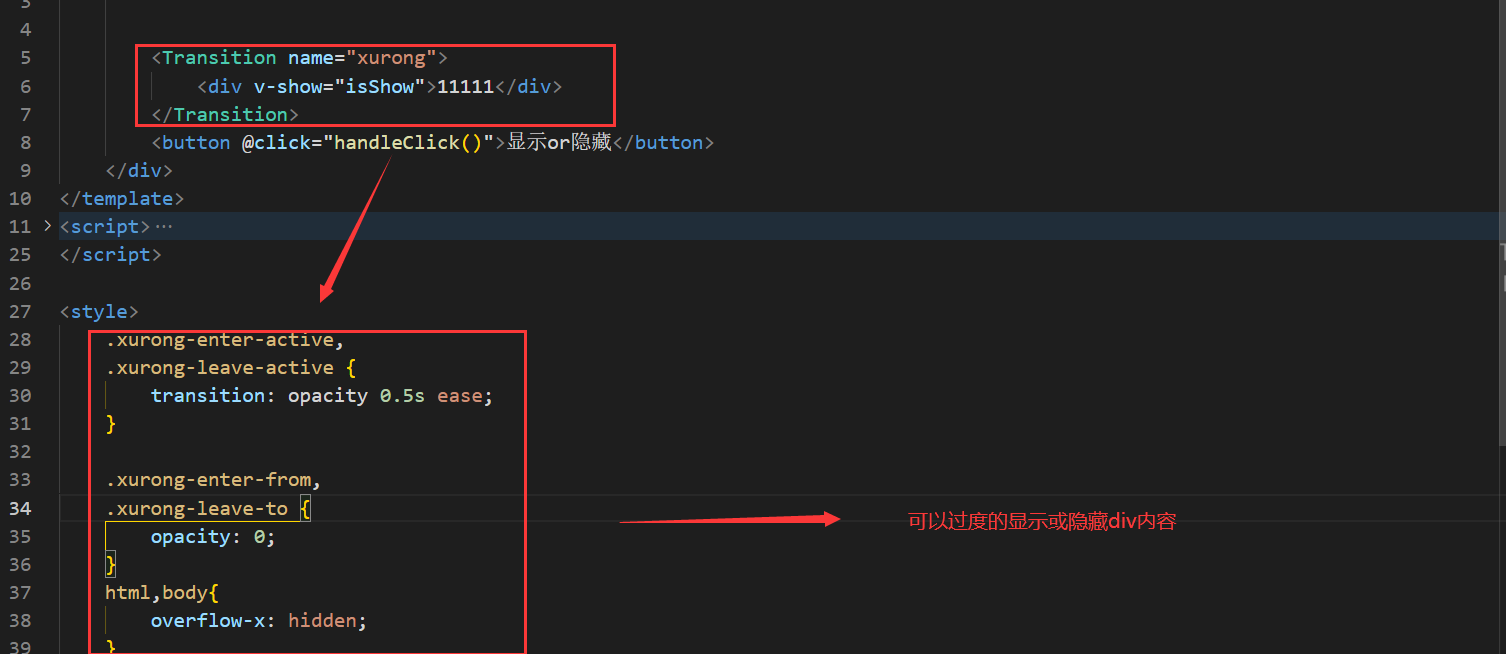 3
4
5 <Transition name="xurong">
6 <div v-show="isShow">11111</div>
7 </Transition>
8 <button @click="handleClick()">显示or隐藏</button>
9 </div>
10 </template>
11 <script>…
25 </script>
26
27 <style>
28 .xurong-enter-active,
29 .xurong-leave-active {
30 transition: opacity 0.5s ease;
31 }
32
33 .xurong-enter-from,
34 .xurong-leave-to {
35 opacity: 0;
可以过度的显示或隐藏div内容
36 }
37 html,body{
38 overflow-x: hidden;
39 }